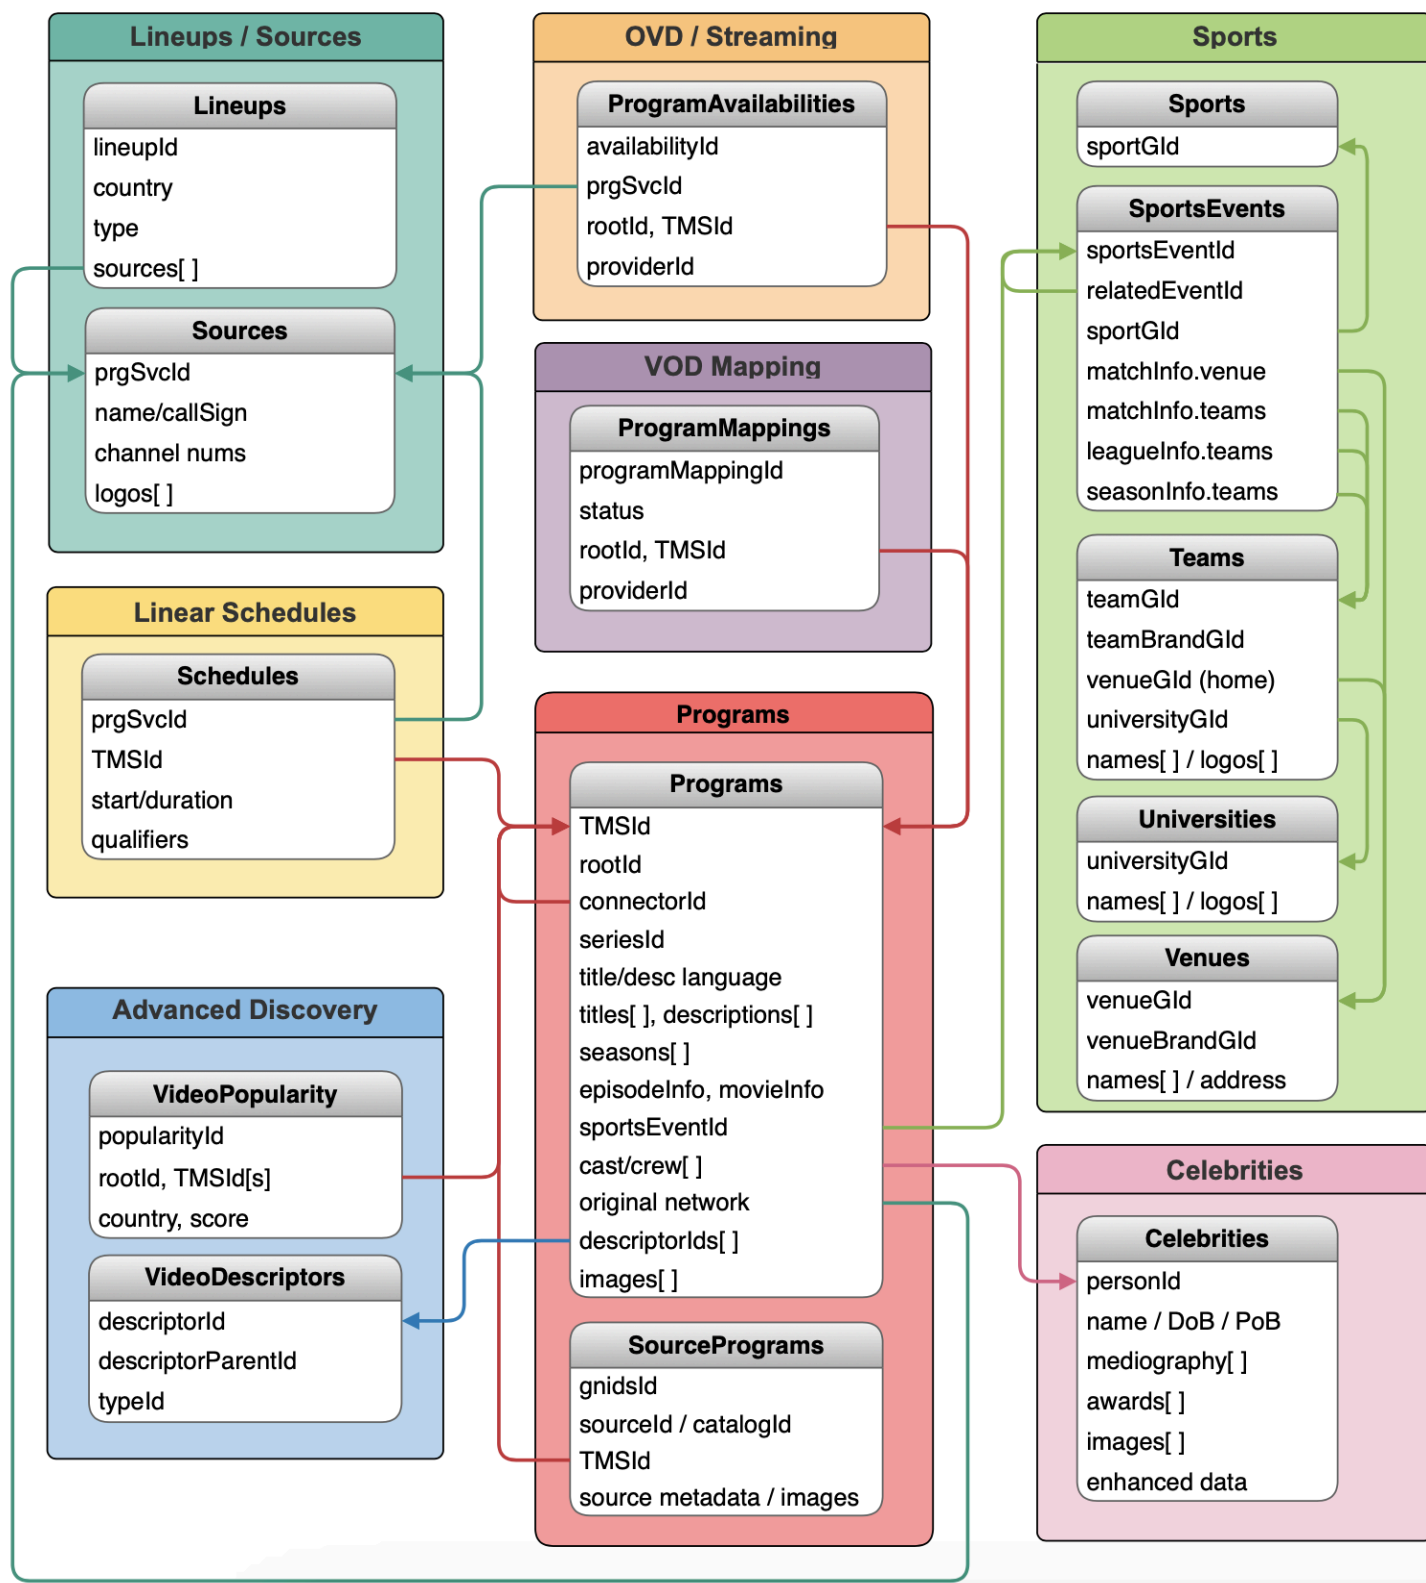 Lineups / Sources
Lineups
lineupId
country
type
sources[ ]
Sources
prgSvcId
name/callSign
channel nums
logos[ ]
Linear Schedules
Schedules
prgSvcId
TMSId
start/duration
qualifiers
Advanced Discovery
VideoPopularity
popularityId
rootId, TMSId[s]
country, score
VideoDescriptors
descriptorId
descriptorParentId
typeId
OVD / Streaming
ProgramAvailabilities
availabilityId
prgSvcId
rootId, TMSId
providerId
VOD Mapping
ProgramMappings
programMappingId
status
rootId, TMSId
providerId
Programs
Programs
TMSId
rootId
connectorId
seriesId
title/desc language
titles[ ], descriptions[ ]
seasons[ ]
episodeInfo, movieInfo
sportsEventId
cast/crew[ ]
original network
descriptorIds[ ]
images[ ]
SourcePrograms
gnidsId
sourceId / catalogId
TMSId
source metadata / images
Sports
Sports
sportGId
SportsEvents
sportsEventId
relatedEventId
sportGId
matchInfo.venue
matchInfo.teams
leagueInfo.teams
seasonInfo.teams
Teams
teamGId
teamBrandGId
venueGId (home)
universityGId
names[ ] / logos[ ]
Universities
universityGId
names[ ] / logos[ ]
Venues
venueGId
venueBrandGId
names[ ] / address
Celebrities
Celebrities
personId
name / DoB / PoB
mediography[ ]
awards[ ]
images[ ]
enhanced data